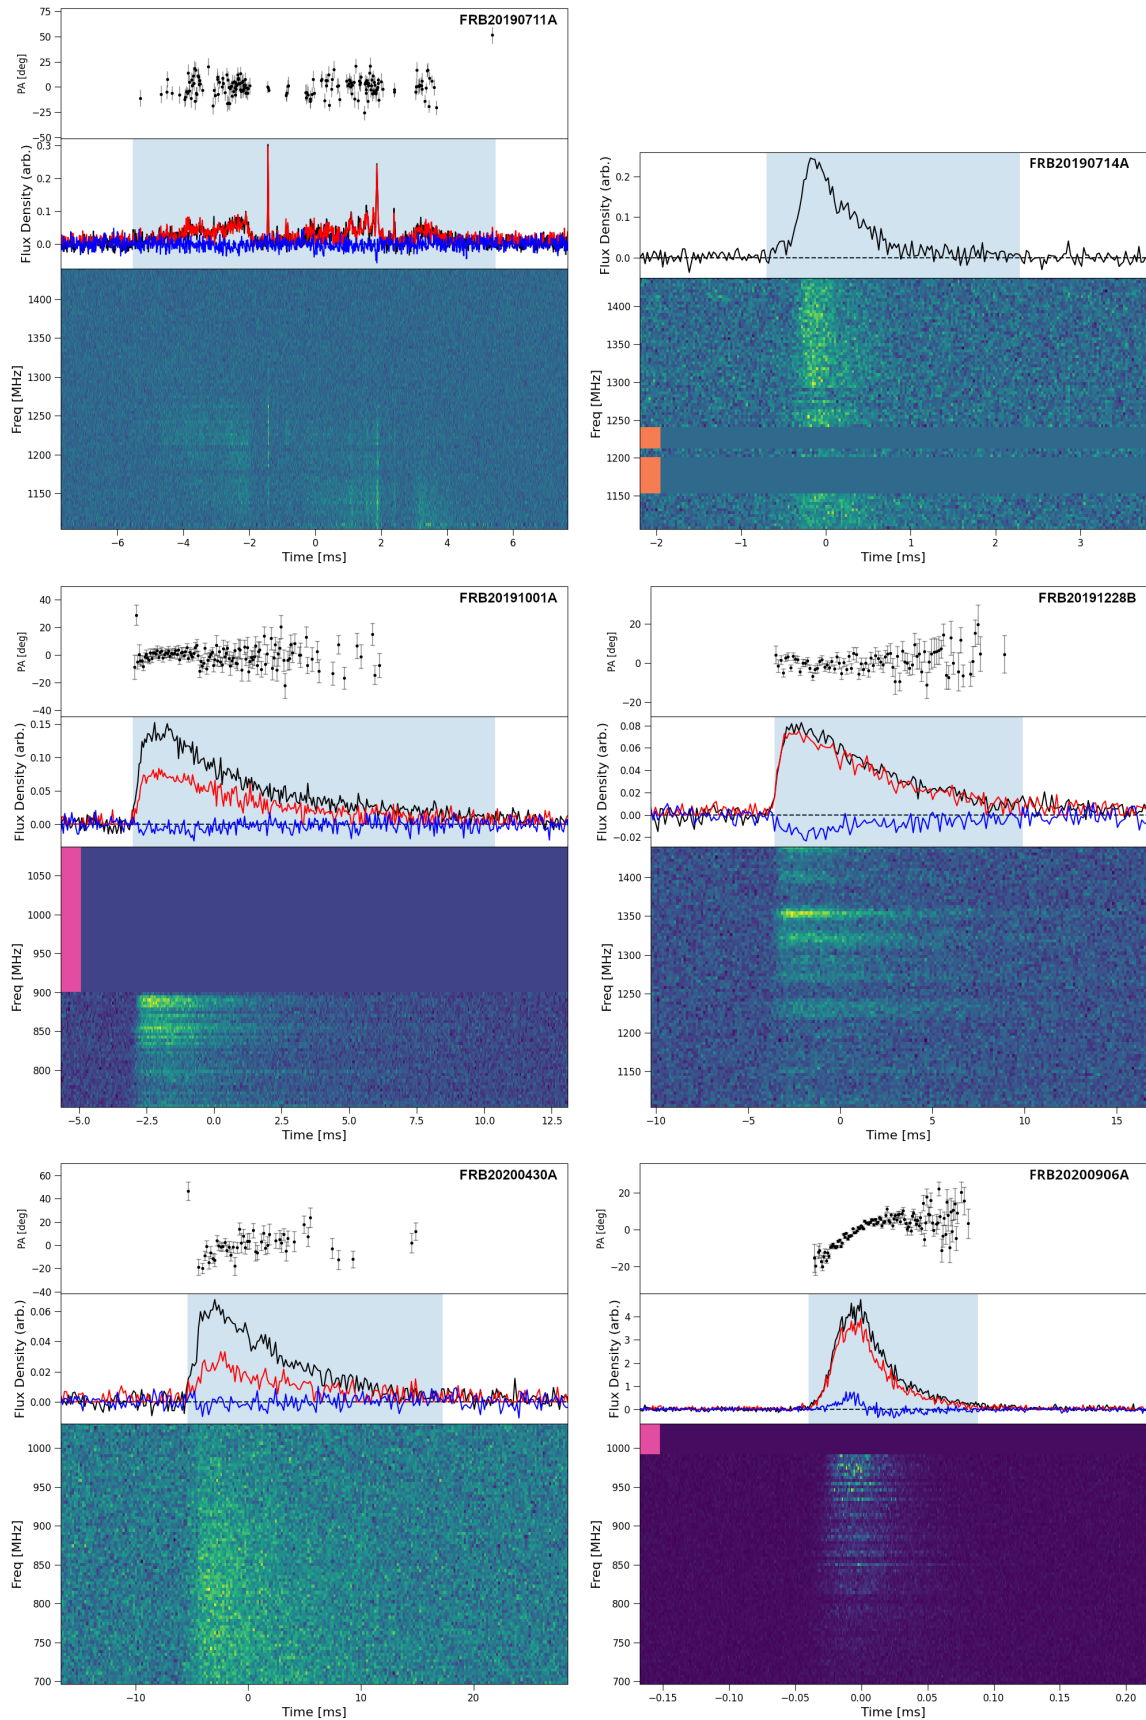 FRB20190711A
PA [deg]
75
50
25
0
−25
−50
Flux Density (arb.)
0.3
0.2
0.1
0.0
Freq [MHz]
1400
1350
1300
1250
1200
1150
−6 −4 −2 0 2 4 6
Time [ms]
FRB20190714A
Flux Density (arb.)
0.2
0.1
0.0
Freq [MHz]
1400
1350
1300
1250
1200
1150
−2 −1 0 1 2 3
Time [ms]
FRB20191001A
PA [deg]
40
20
0
−20
−40
Flux Density (arb.)
0.15
0.10
0.05
0.00
Freq [MHz]
1050
1000
950
900
850
800
−5.0 −2.5 0.0 2.5 5.0 7.5 10.0 12.5
Time [ms]
FRB20191228B
PA [deg]
20
0
−20
Flux Density (arb.)
0.08
0.06
0.04
0.02
0.00
−0.02
Freq [MHz]
1400
1350
1300
1250
1200
1150
−10 −5 0 5 10 15
Time [ms]
FRB20200430A
PA [deg]
60
40
20
0
−20
−40
Flux Density (arb.)
0.06
0.04
0.02
0.00
Freq [MHz]
1000
950
900
850
800
750
700
−10 0 10 20
Time [ms]
FRB20200906A
PA [deg]
20
0
−20
Flux Density (arb.)
4
3
2
1
0
Freq [MHz]
1000
950
900
850
800
750
700
−0.15 −0.10 −0.05 0.00 0.05 0.10 0.15 0.20
Time [ms]